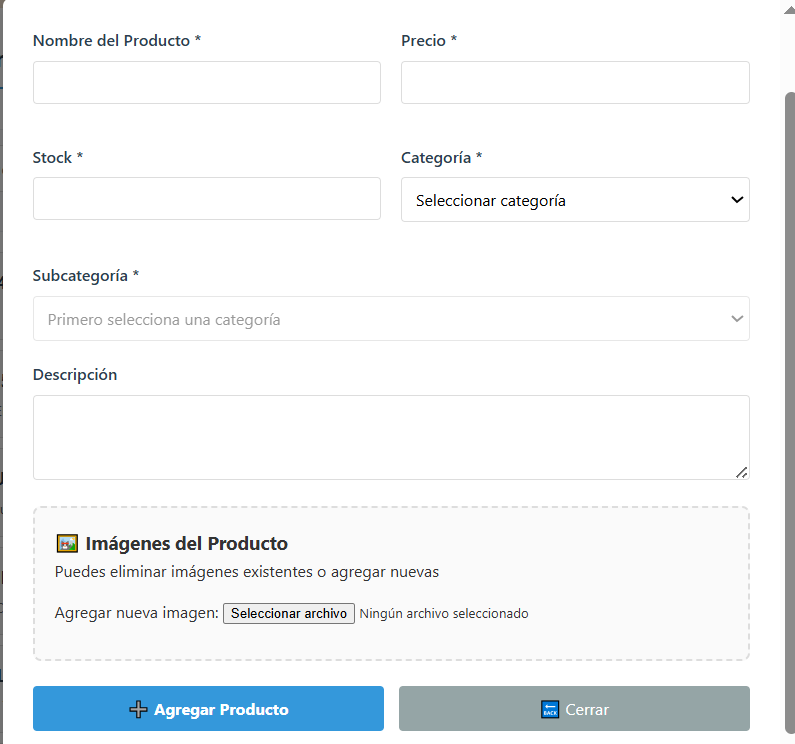 Nombre del Producto *
Precio *
Stock *
Categoría *
Seleccionar categoría
Subcategoría *
Primero selecciona una categoría
Descripción
Imágenes del Producto
Puedes eliminar imágenes existentes o agregar nuevas
Agregar nueva imagen: Seleccionar archivo Ningún archivo seleccionado
Agregar Producto
BACK Cerrar